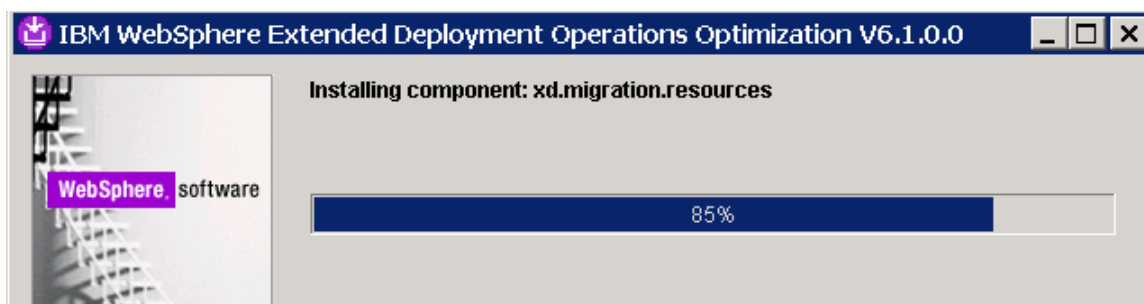 IBM WebSphere Extended Deployment Operations Optimization V6.1.0.0
Installing component: xd.migration.resources
WebSphere. software
85%